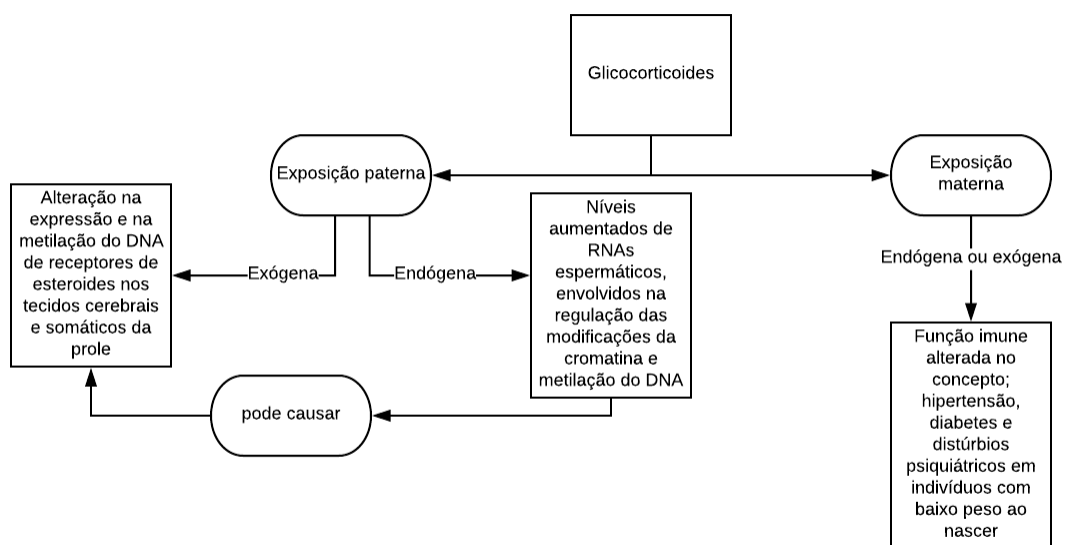 Glicocorticoides
Exposição paterna
Exposição
materna
Alteração na
expressão e na
metilação do DNA
de receptores de
esteroides nos
tecidos cerebrais
e somáticos da
prole
Exógena
Endógena
Níveis
aumentados de
RNAs
espermáticos,
envolvidos na
regulação das
modificações da
cromatina e
metilação do DNA
Endógena ou exógena
pode causar
Função imune
alterada no
concepto;
hipertensão,
diabetes e
distúrbios
psiquiátricos em
indivíduos com
baixo peso ao
nascer